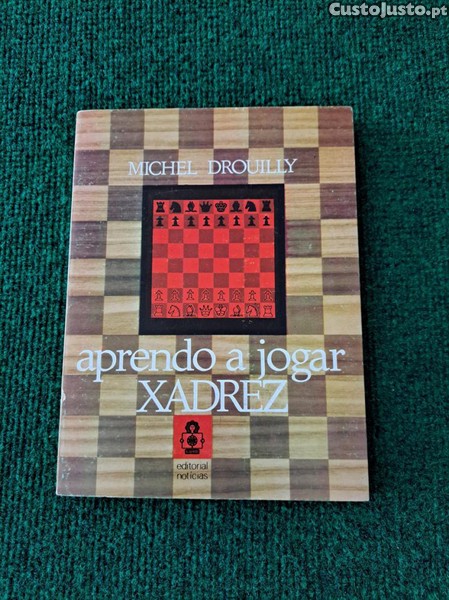 CustoJusto.pt
MICHEL DROUILLY
aprendo a jogar
XADREZ
editorial
notícias